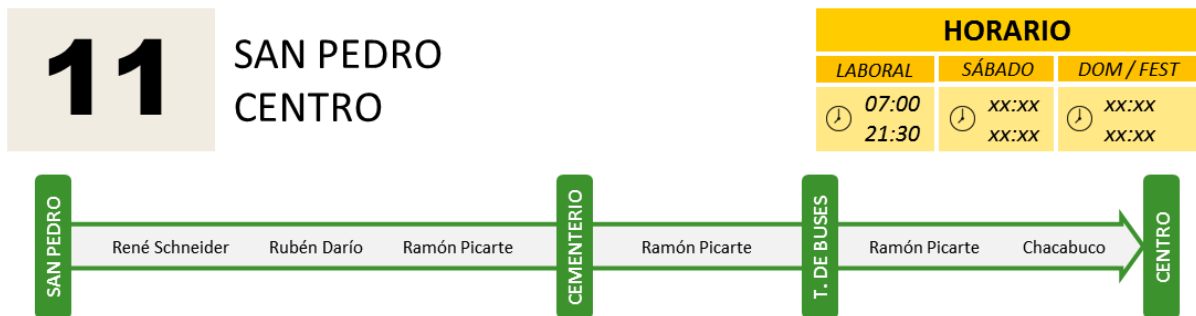 11
SAN PEDRO
CENTRO
HORARIO
LABORAL SÁBADO DOM / FEST
07:00 xx:xx xx:xx
21:30 xx:xx xx:xx
SAN PEDRO
René Schneider Rubén Darío Ramón Picarte
CEMENTERIO
Ramón Picarte
T. DE BUSES
Ramón Picarte Chacabuco
CENTRO